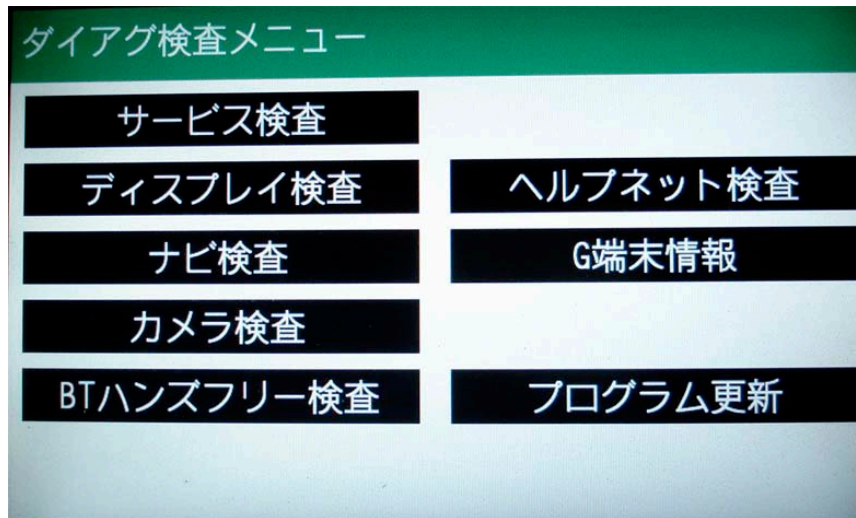 ダイアグ検査メニュー
サービス検査
ディスプレイ検査
ヘルプネット検査
ナビ検査
G端末情報
カメラ検査
BTハンズフリー検査
プログラム更新